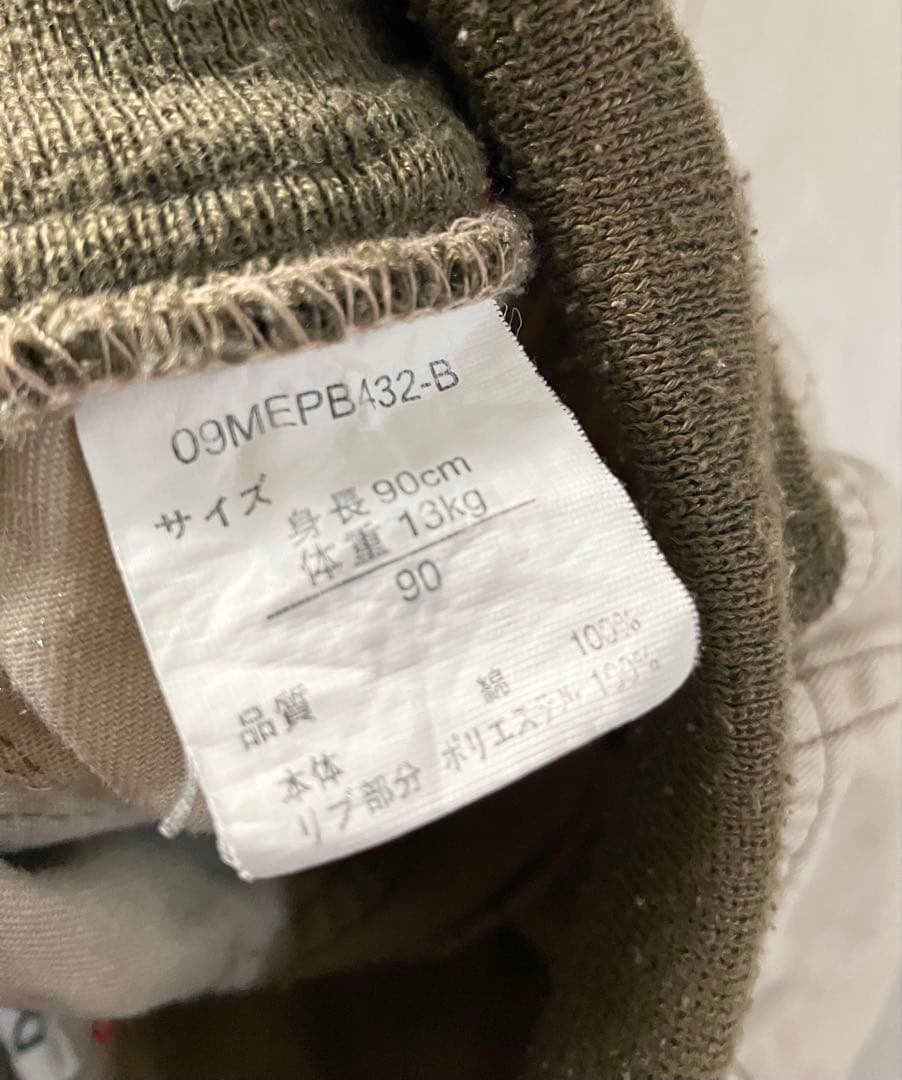 09MEPB432-B
サイズ
身長 90cm
体重 13kg
90
品質
本体 綿 100%
リブ部分 ポリエステル 100%